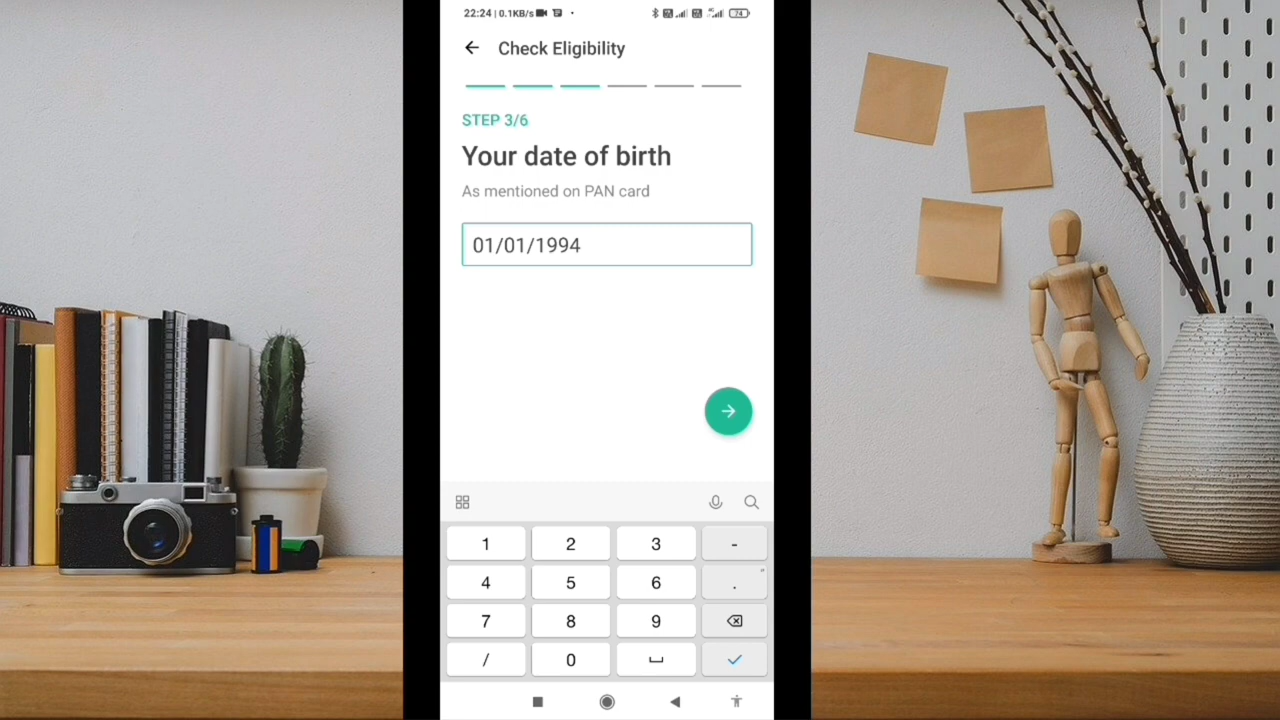 22:24 | 0.1KB/s
74
Check Eligibility
STEP 3/6
Your date of birth
As mentioned on PAN card
01/01/1994
1 2 3 -
4 5 6 . "
7 8 9
/ 0